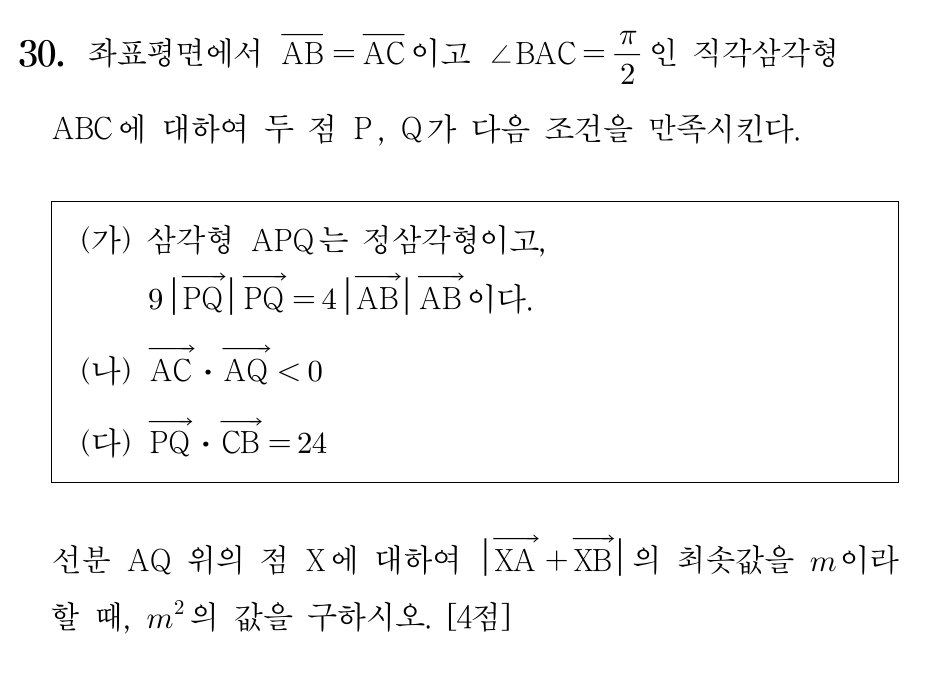 30. 좌표평면에서 $\overline{AB}=\overline{AC}$이고 $\angle BAC=\frac{\pi}{2}$인 직각삼각형
ABC에 대하여 두 점 P, Q가 다음 조건을 만족시킨다.
(가) 삼각형 APQ는 정삼각형이고,
$9|\overrightarrow{PQ}|\overrightarrow{PQ}=4|\overrightarrow{AB}|\overrightarrow{AB}$이다.
(나) $\overrightarrow{AC}\cdot\overrightarrow{AQ}<0$
(다) $\overrightarrow{PQ}\cdot\overrightarrow{CB}=24$
선분 AQ 위의 점 X에 대하여 $|\overrightarrow{XA}+\overrightarrow{XB}|$의 최솟값을 $m$이라
할 때, $m^2$의 값을 구하시오. [4점]